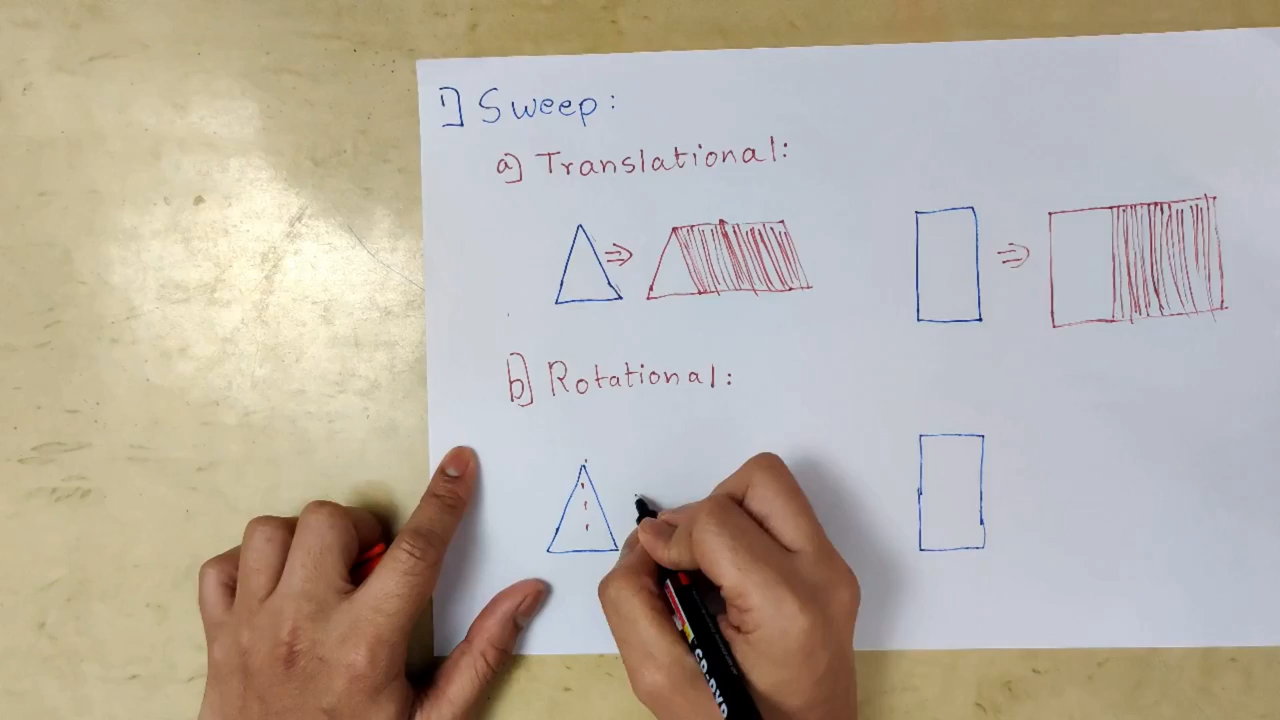 1] Sweep:
a] Translational:
⇒ ⇒
b] Rotational: